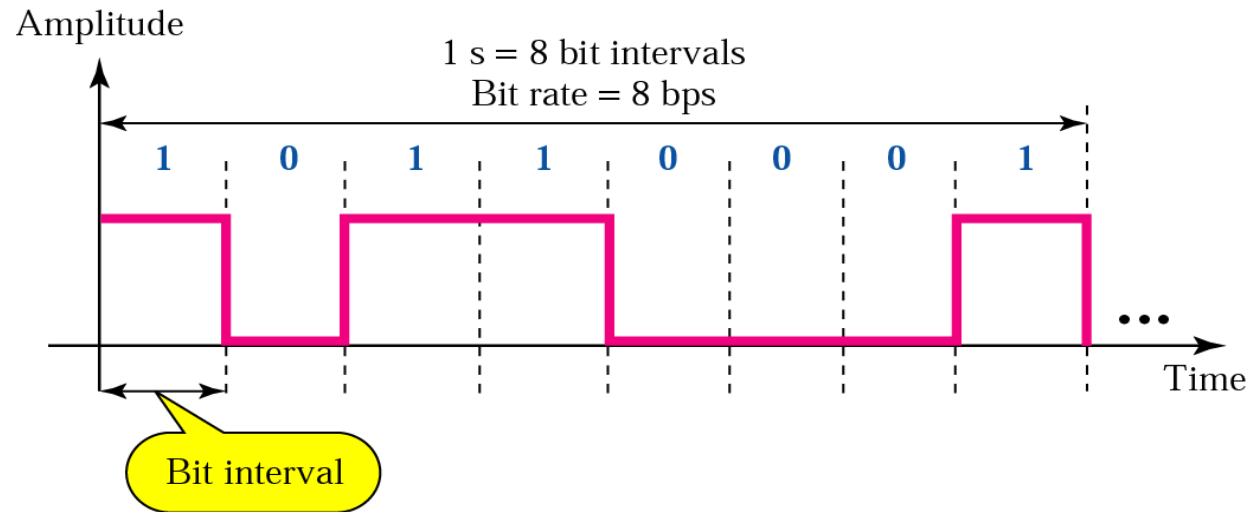 Amplitude
1 s = 8 bit intervals
Bit rate = 8 bps
1 0 1 1 0 0 0 1
...
Time
Bit interval